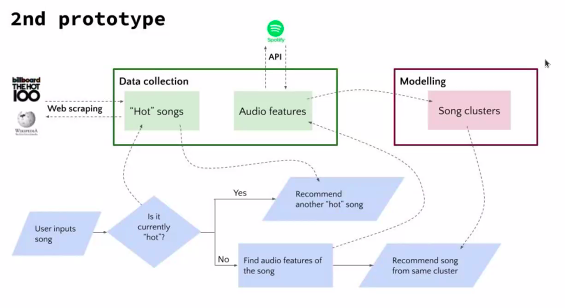 2nd prototype
Spotify
API
billboard
THE HOT
100
Data collection
Modelling
Web scraping
"Hot" songs
Audio features
Song clusters
WIKIPEDIA
Yes
Recommend
another "hot" song
Is it
currently
"hot"?
User inputs
song
No
Find audio features of
the song
Recommend song
from same cluster